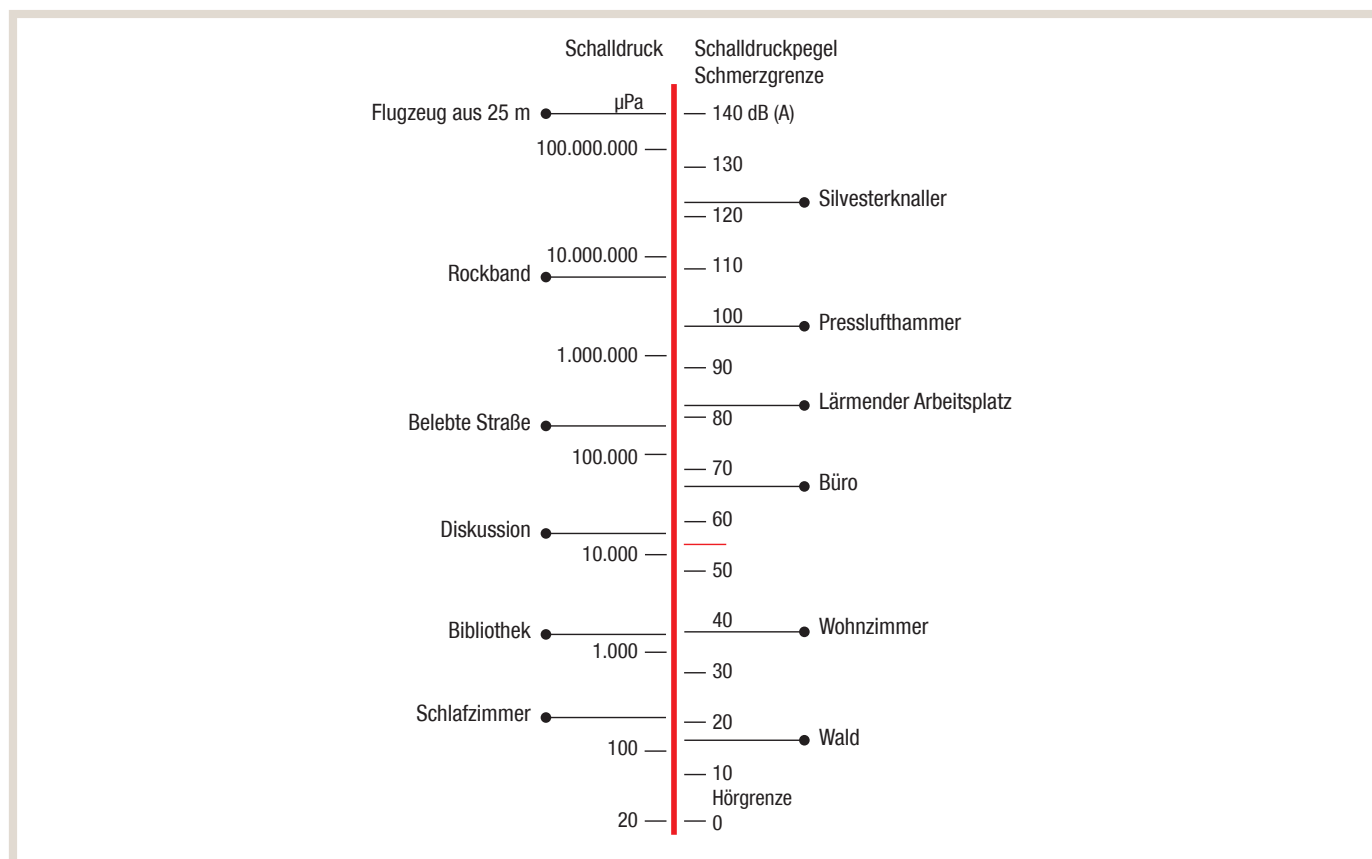 Schalldruck
Schalldruckpegel
Schmerzgrenze
µPa
Flugzeug aus 25 m
140 dB (A)
100.000.000
130
Silvesterknaller
120
10.000.000
110
Rockband
100
Presslufthammer
1.000.000
90
Lärmender Arbeitsplatz
80
Belebte Straße
100.000
70
Büro
60
Diskussion
10.000
50
40
Wohnzimmer
Bibliothek
1.000
30
Schlafzimmer
20
Wald
100
10
Hörgrenze
20
0